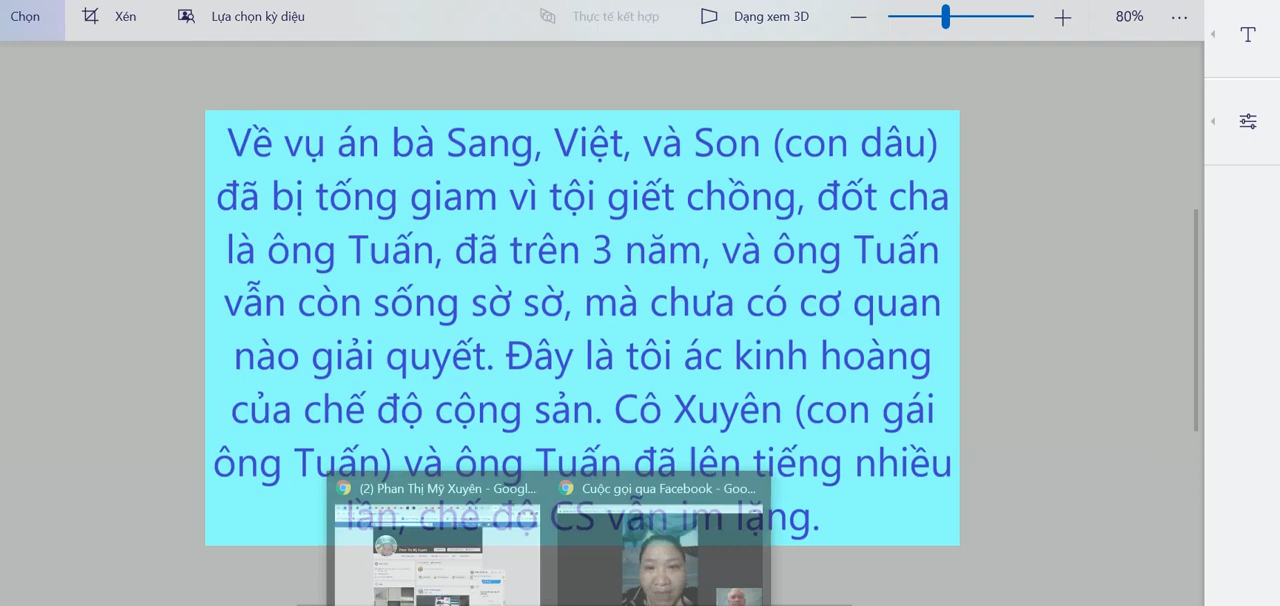 Chọn Xén Lựa chọn kỳ diệu Thực tế kết hợp Dạng xem 3D 80%
T
Về vụ án bà Sang, Việt, và Son (con dâu)
đã bị tống giam vì tội giết chồng, đốt cha
là ông Tuấn, đã trên 3 năm, và ông Tuấn
vẫn còn sống sờ sờ, mà chưa có cơ quan
nào giải quyết. Đây là tôi ác kinh hoàng
của chế độ cộng sản. Cô Xuyên (con gái
ông Tuấn) và ông Tuấn đã lên tiếng nhiều
lần, chế độ CS vẫn im lặng.
(2) Phan Thị Mỹ Xuyên - Googl... Cuộc gọi qua Facebook - Goo...